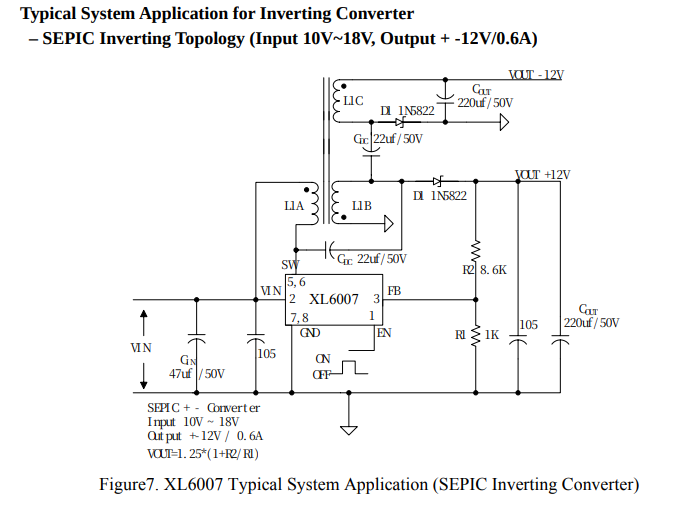 Typical System Application for Inverting Converter
– SEPIC Inverting Topology (Input 10V~18V, Output + -12V/0.6A)
VOUT -12V
COUT
220uf/50V
L1C
D1 1N5822
CDC 22uf/50V
VOUT +12V
D1 1N5822
L1A
L1B
CDC 22uf/50V
SW
R2 8.6K
5,6
VIN
2 XL6007 3
FB
7,8
1
GND
EN
COUT
220uf/50V
105
R1 1K
VIN
105
CIN
47uf/50V
ON
OFF
SEPIC + - Converter
Input 10V ~ 18V
Output +-12V / 0.6A
VOUT=1.25*(1+R2/R1)
Figure7. XL6007 Typical System Application (SEPIC Inverting Converter)